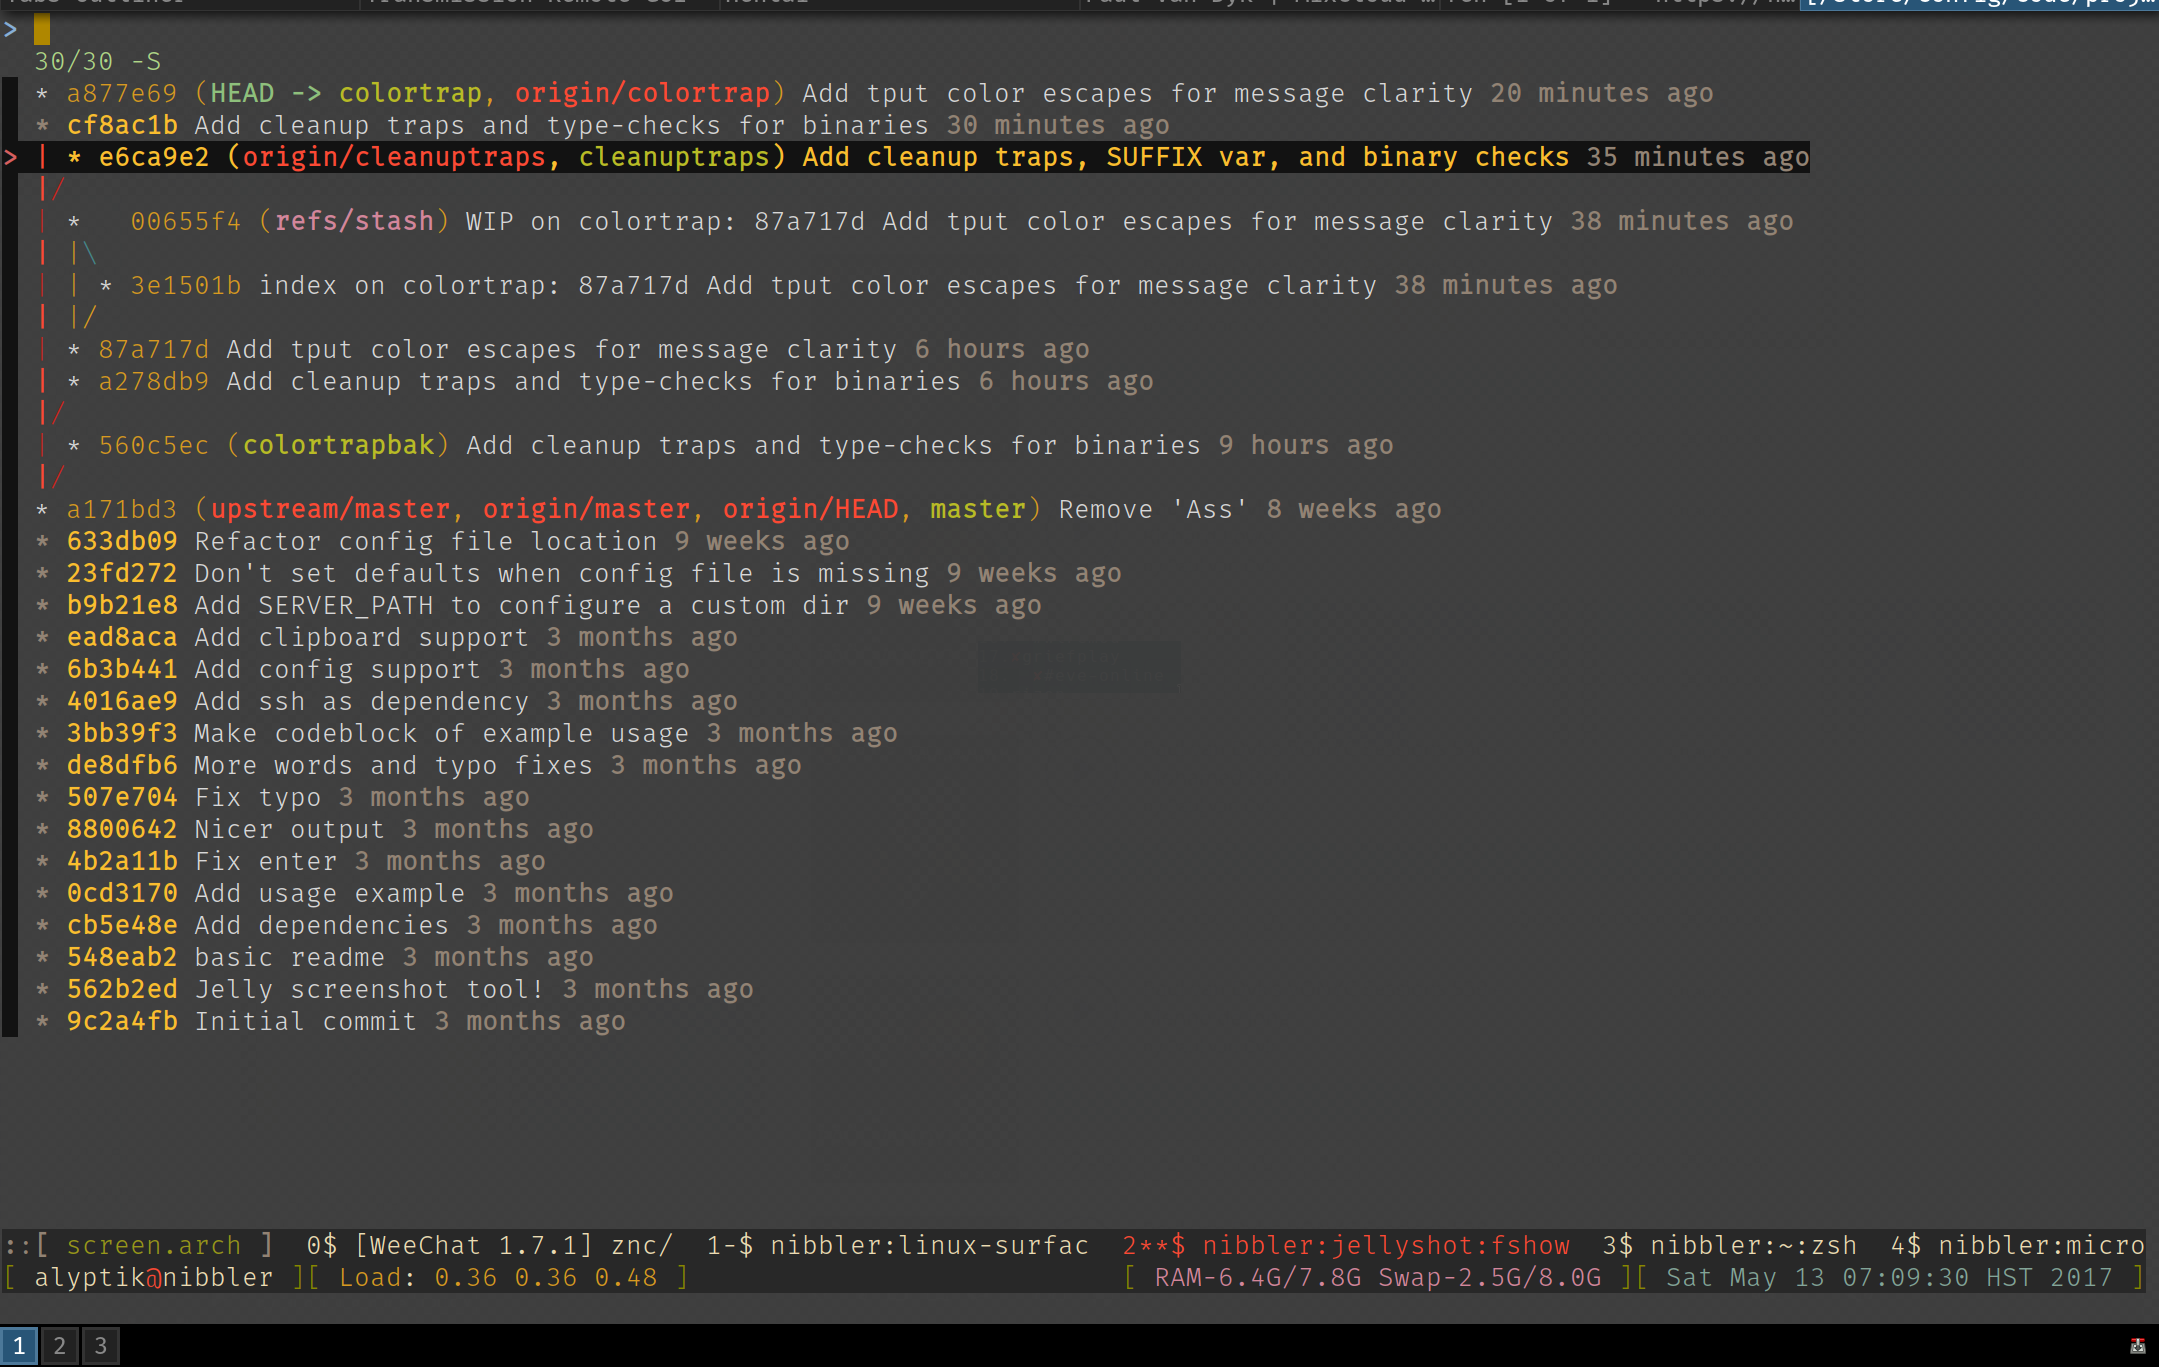 >
30/30 -S
* a877e69 (HEAD -> colortrap, origin/colortrap) Add tput color escapes for message clarity 20 minutes ago
* cf8ac1b Add cleanup traps and type-checks for binaries 30 minutes ago
> | * e6ca9e2 (origin/cleanuptraps, cleanuptraps) Add cleanup traps, SUFFIX var, and binary checks 35 minutes ago
|/
| *   00655f4 (refs/stash) WIP on colortrap: 87a717d Add tput color escapes for message clarity 38 minutes ago
| |\
| | * 3e1501b index on colortrap: 87a717d Add tput color escapes for message clarity 38 minutes ago
| |/
| * 87a717d Add tput color escapes for message clarity 6 hours ago
| * a278db9 Add cleanup traps and type-checks for binaries 6 hours ago
|/
| * 560c5ec (colortrapbak) Add cleanup traps and type-checks for binaries 9 hours ago
|/
* a171bd3 (upstream/master, origin/master, origin/HEAD, master) Remove 'Ass' 8 weeks ago
* 633db09 Refactor config file location 9 weeks ago
* 23fd272 Don't set defaults when config file is missing 9 weeks ago
* b9b21e8 Add SERVER_PATH to configure a custom dir 9 weeks ago
* ead8aca Add clipboard support 3 months ago
* 6b3b441 Add config support 3 months ago
* 4016ae9 Add ssh as dependency 3 months ago
* 3bb39f3 Make codeblock of example usage 3 months ago
* de8dfb6 More words and typo fixes 3 months ago
* 507e704 Fix typo 3 months ago
* 8800642 Nicer output 3 months ago
* 4b2a11b Fix enter 3 months ago
* 0cd3170 Add usage example 3 months ago
* cb5e48e Add dependencies 3 months ago
* 548eab2 basic readme 3 months ago
* 562b2ed Jelly screenshot tool! 3 months ago
* 9c2a4fb Initial commit 3 months ago
::[ screen.arch ]  0$ [WeeChat 1.7.1] znc/  1-$ nibbler:linux-surfac  2**$ nibbler:jellyshot:fshow  3$ nibbler:~:zsh  4$ nibbler:micro
[ alyptik@nibbler ][ Load: 0.36 0.36 0.48 ] [ RAM-6.4G/7.8G Swap-2.5G/8.0G ][ Sat May 13 07:09:30 HST 2017 ]
1 2 3